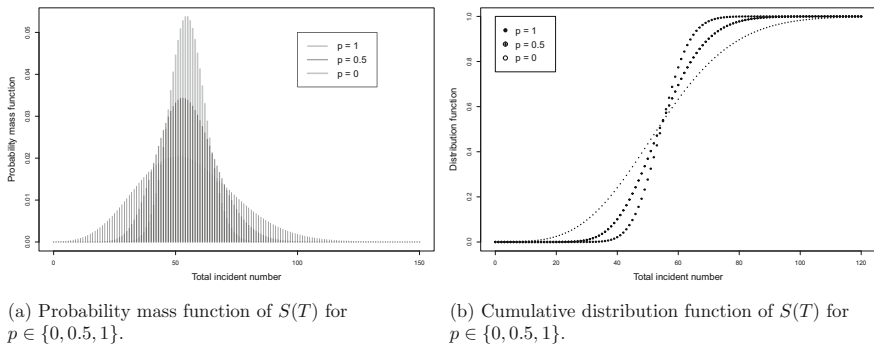 Probability mass function
0.00
0.01
0.02
0.03
0.04
0.05
p = 1
p = 0.5
p = 0
0
50
100
150
Total incident number
Distribution function
0.0
0.2
0.4
0.6
0.8
1.0
p = 1
p = 0.5
p = 0
0
20
40
60
80
100
120
Total incident number
(a) Probability mass function of S(T) for
p ∈ {0, 0.5, 1}.
(b) Cumulative distribution function of S(T) for
p ∈ {0, 0.5, 1}.